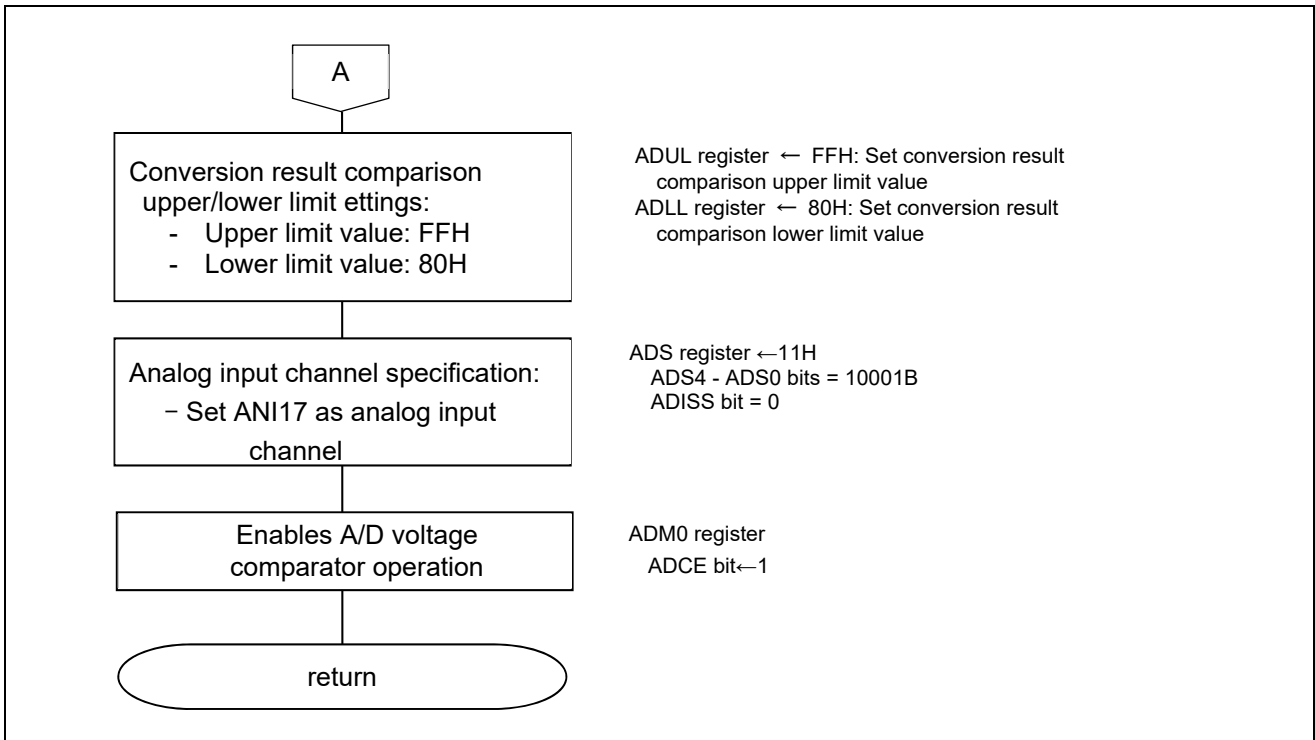 A
Conversion result comparison
upper/lower limit ettings:
- Upper limit value: FFH
- Lower limit value: 80H
ADUL register ← FFH: Set conversion result
comparison upper limit value
ADLL register ← 80H: Set conversion result
comparison lower limit value
Analog input channel specification:
− Set ANI17 as analog input
channel
ADS register ←11H
ADS4 - ADS0 bits = 10001B
ADISS bit = 0
Enables A/D voltage
comparator operation
ADM0 register
ADCE bit←1
return